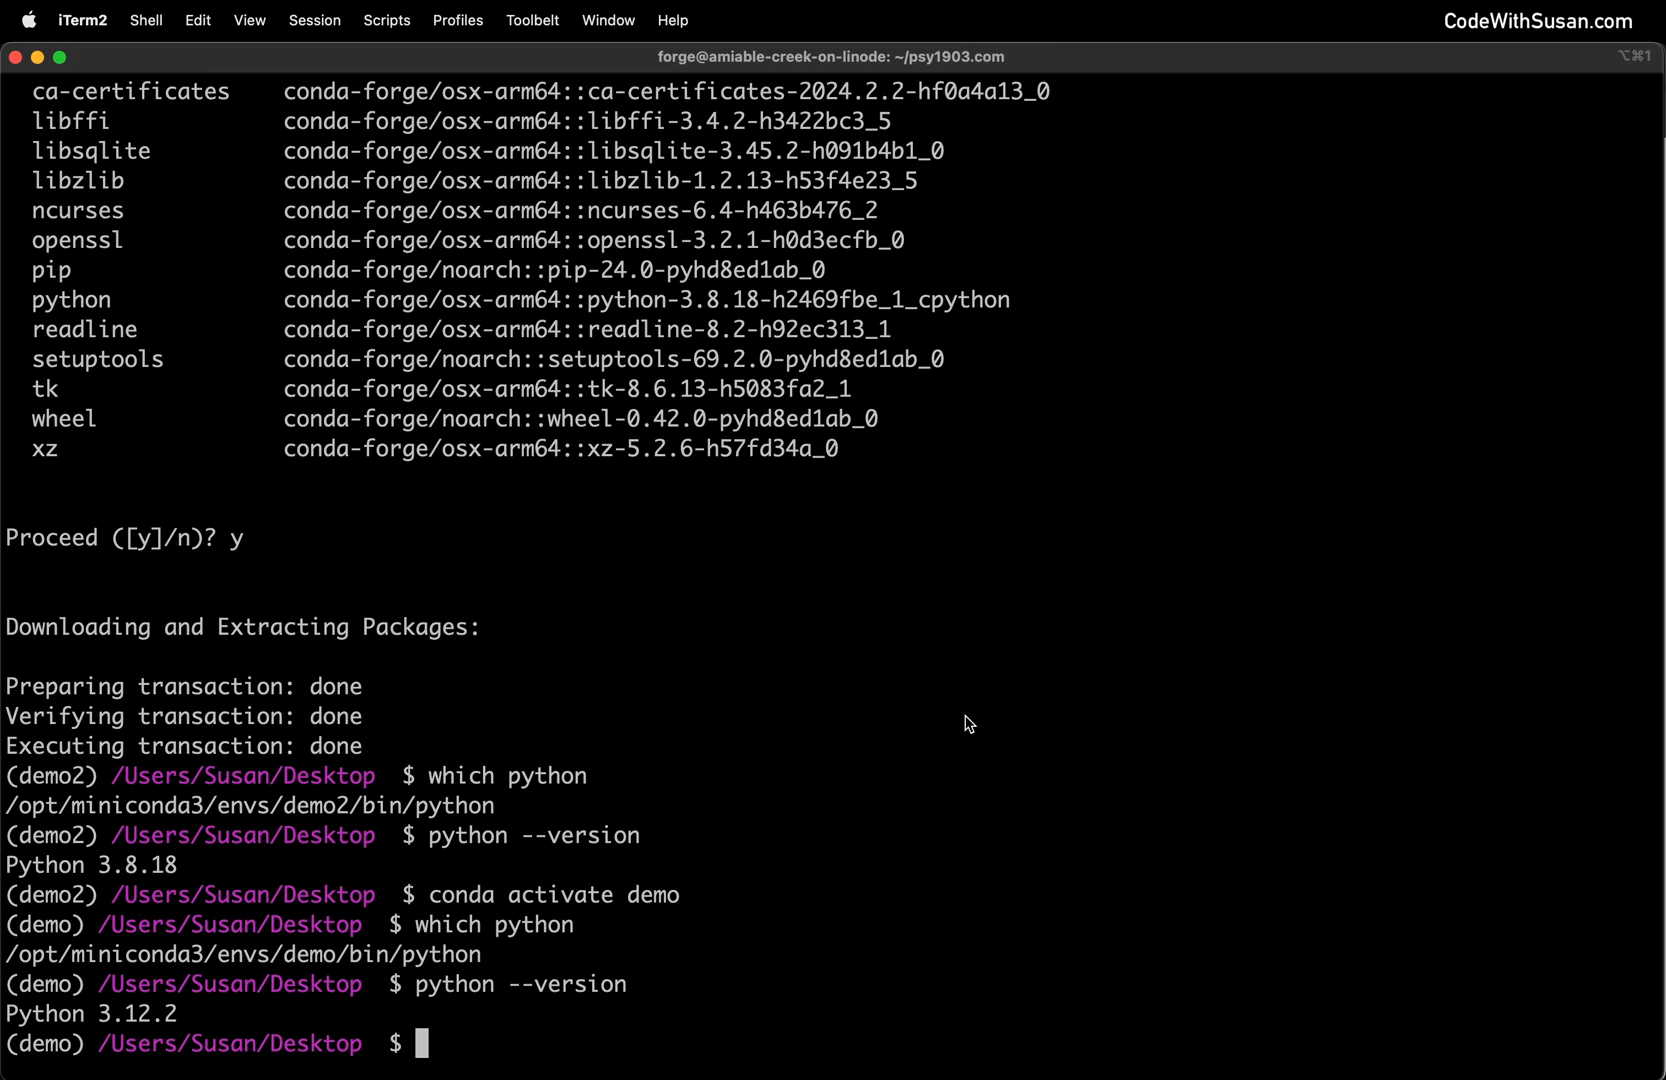 iTerm2 Shell Edit View Session Scripts Profiles Toolbelt Window Help CodeWithSusan.com
forge@amiable-creek-on-linode: ~/psy1903.com ⌥⌘1
ca-certificates conda-forge/osx-arm64::ca-certificates-2024.2.2-hf0a4a13_0
libffi conda-forge/osx-arm64::libffi-3.4.2-h3422bc3_5
libsqlite conda-forge/osx-arm64::libsqlite-3.45.2-h091b4b1_0
libzlib conda-forge/osx-arm64::libzlib-1.2.13-h53f4e23_5
ncurses conda-forge/osx-arm64::ncurses-6.4-h463b476_2
openssl conda-forge/osx-arm64::openssl-3.2.1-h0d3ecfb_0
pip conda-forge/noarch::pip-24.0-pyhd8ed1ab_0
python conda-forge/osx-arm64::python-3.8.18-h2469fbe_1_cpython
readline conda-forge/osx-arm64::readline-8.2-h92ec313_1
setuptools conda-forge/noarch::setuptools-69.2.0-pyhd8ed1ab_0
tk conda-forge/osx-arm64::tk-8.6.13-h5083fa2_1
wheel conda-forge/noarch::wheel-0.42.0-pyhd8ed1ab_0
xz conda-forge/osx-arm64::xz-5.2.6-h57fd34a_0
Proceed ([y]/n)? y
Downloading and Extracting Packages:
Preparing transaction: done
Verifying transaction: done
Executing transaction: done
(demo2) /Users/Susan/Desktop $ which python
/opt/miniconda3/envs/demo2/bin/python
(demo2) /Users/Susan/Desktop $ python --version
Python 3.8.18
(demo2) /Users/Susan/Desktop $ conda activate demo
(demo) /Users/Susan/Desktop $ which python
/opt/miniconda3/envs/demo/bin/python
(demo) /Users/Susan/Desktop $ python --version
Python 3.12.2
(demo) /Users/Susan/Desktop $